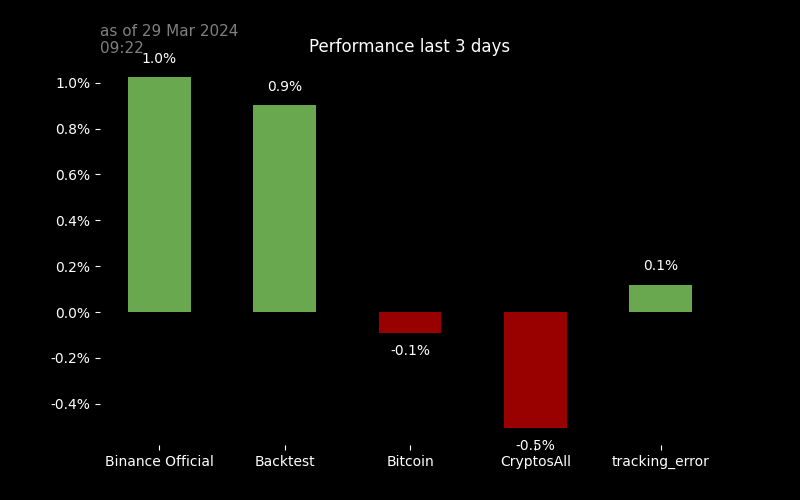 as of 29 Mar 2024
09:22
Performance last 3 days
1.0%
0.9%
-0.1%
-0.5%
0.1%
1.0%
0.8%
0.6%
0.4%
0.2%
0.0%
-0.2%
-0.4%
Binance Official
Backtest
Bitcoin
CryptosAll
tracking_error